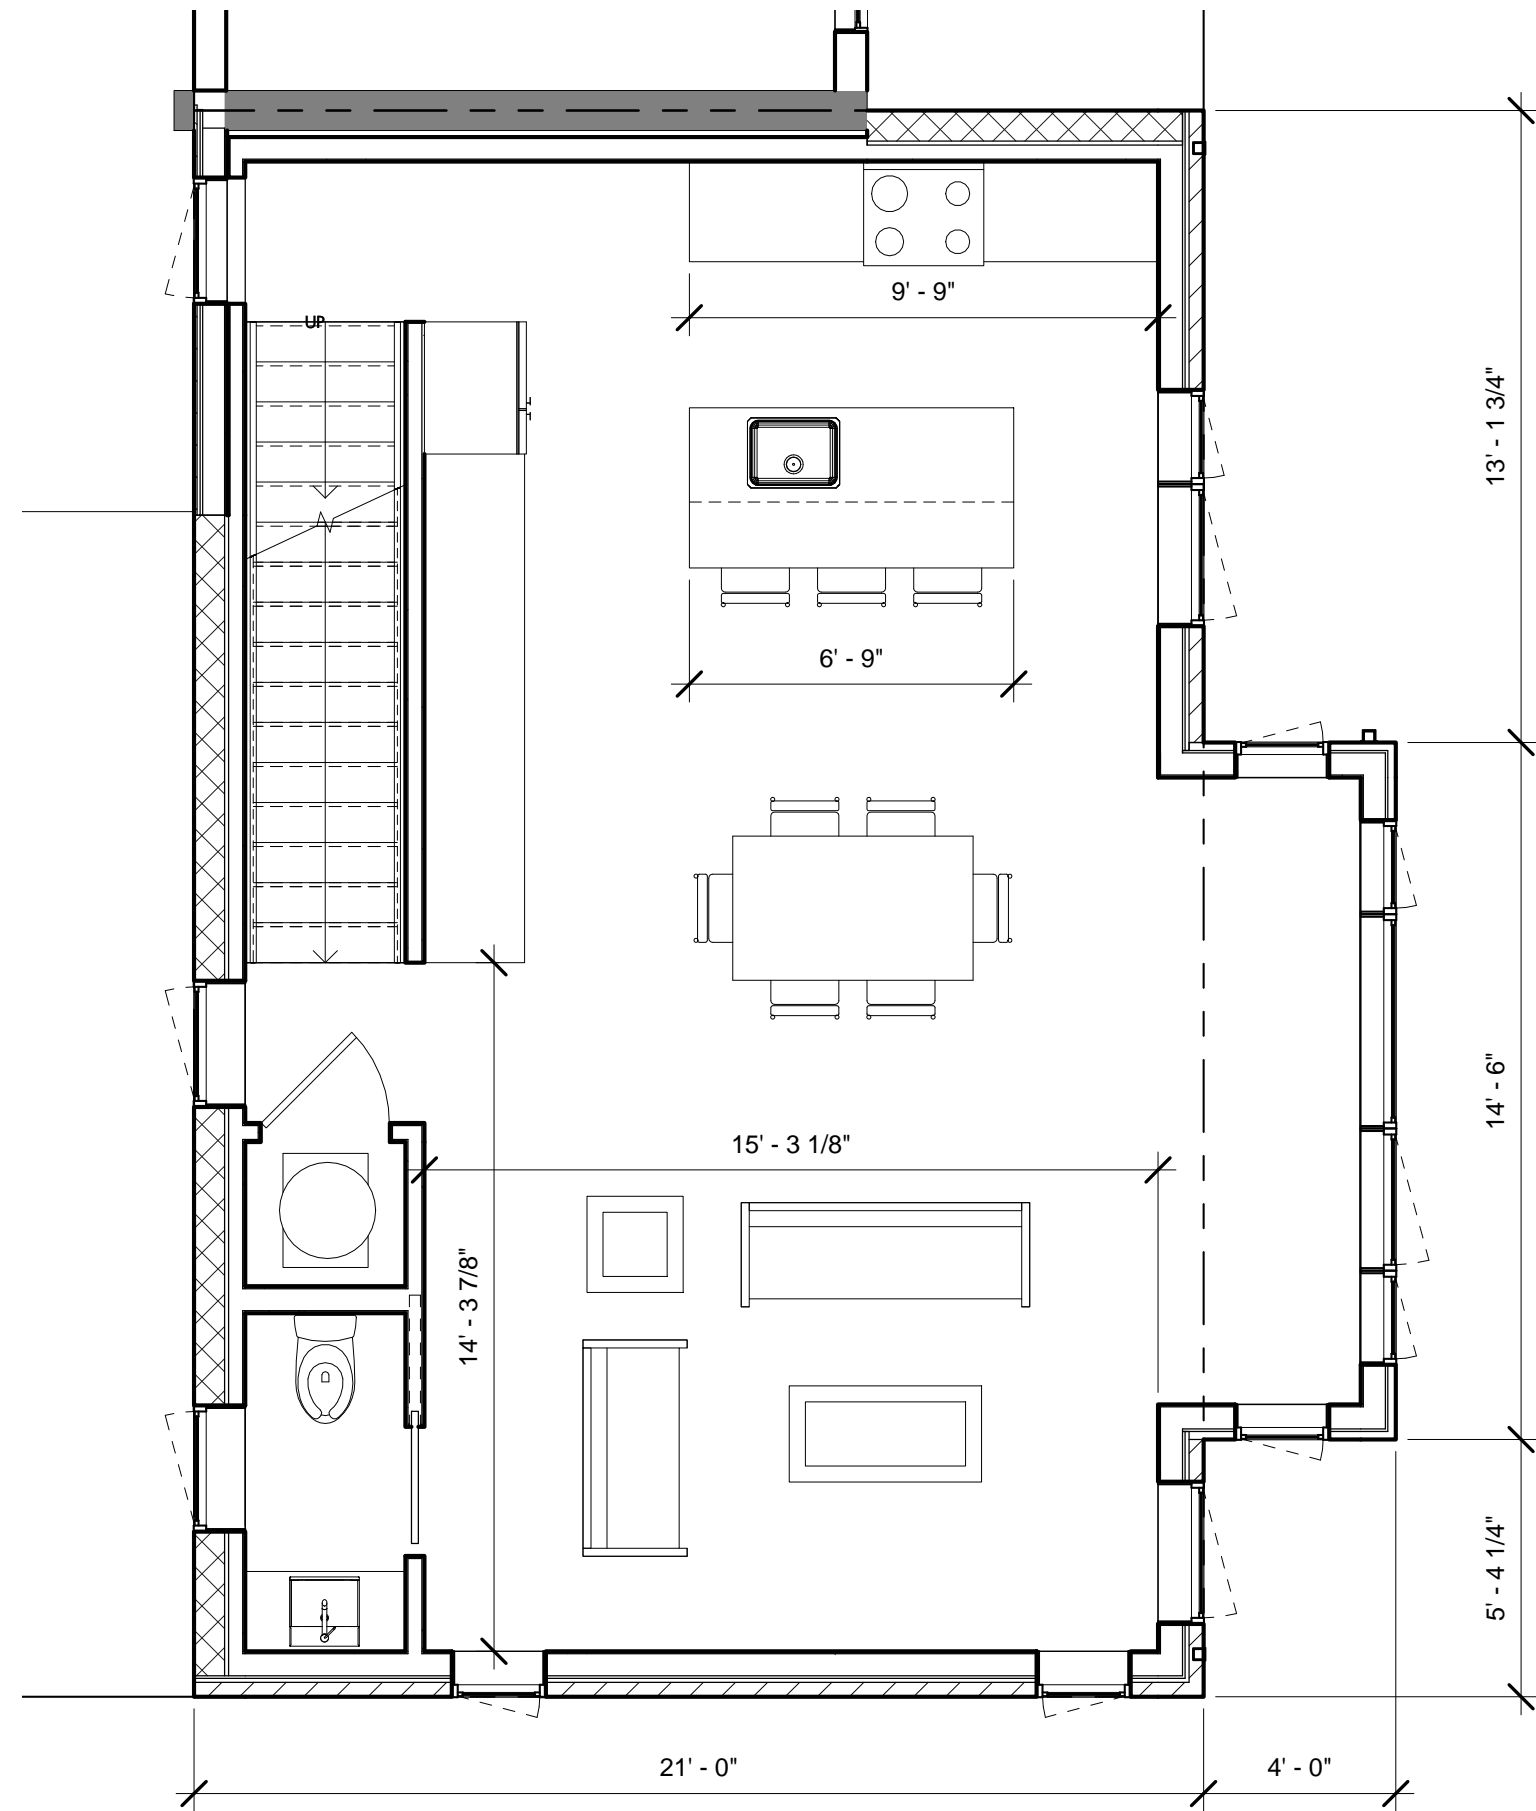 UP
9' - 9"
13' - 1 3/4"
6' - 9"
14' - 6"
15' - 3 1/8"
14' - 3 7/8"
5' - 4 1/4"
21' - 0"
4' - 0"